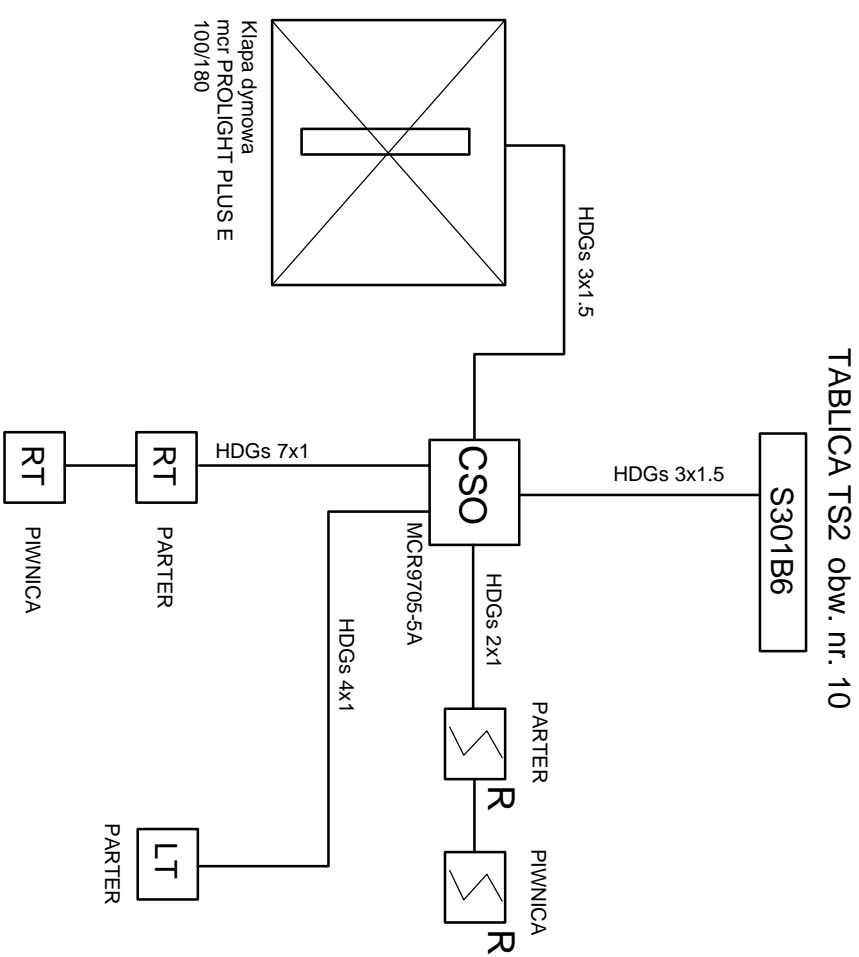 TABLICA TS2 obw. nr. 10
S301B6
HDGs 3x1.5
HDGs 3x1.5
Klapa dymowa
mcr PROLIGHT PLUS E
100/180
CSO
MCR9705-5A
HDGs 2x1
PARTER
R
PIWNICA
R
HDGs 7x1
RT
PARTER
RT
PIWNICA
HDGs 4x1
LT
PARTER